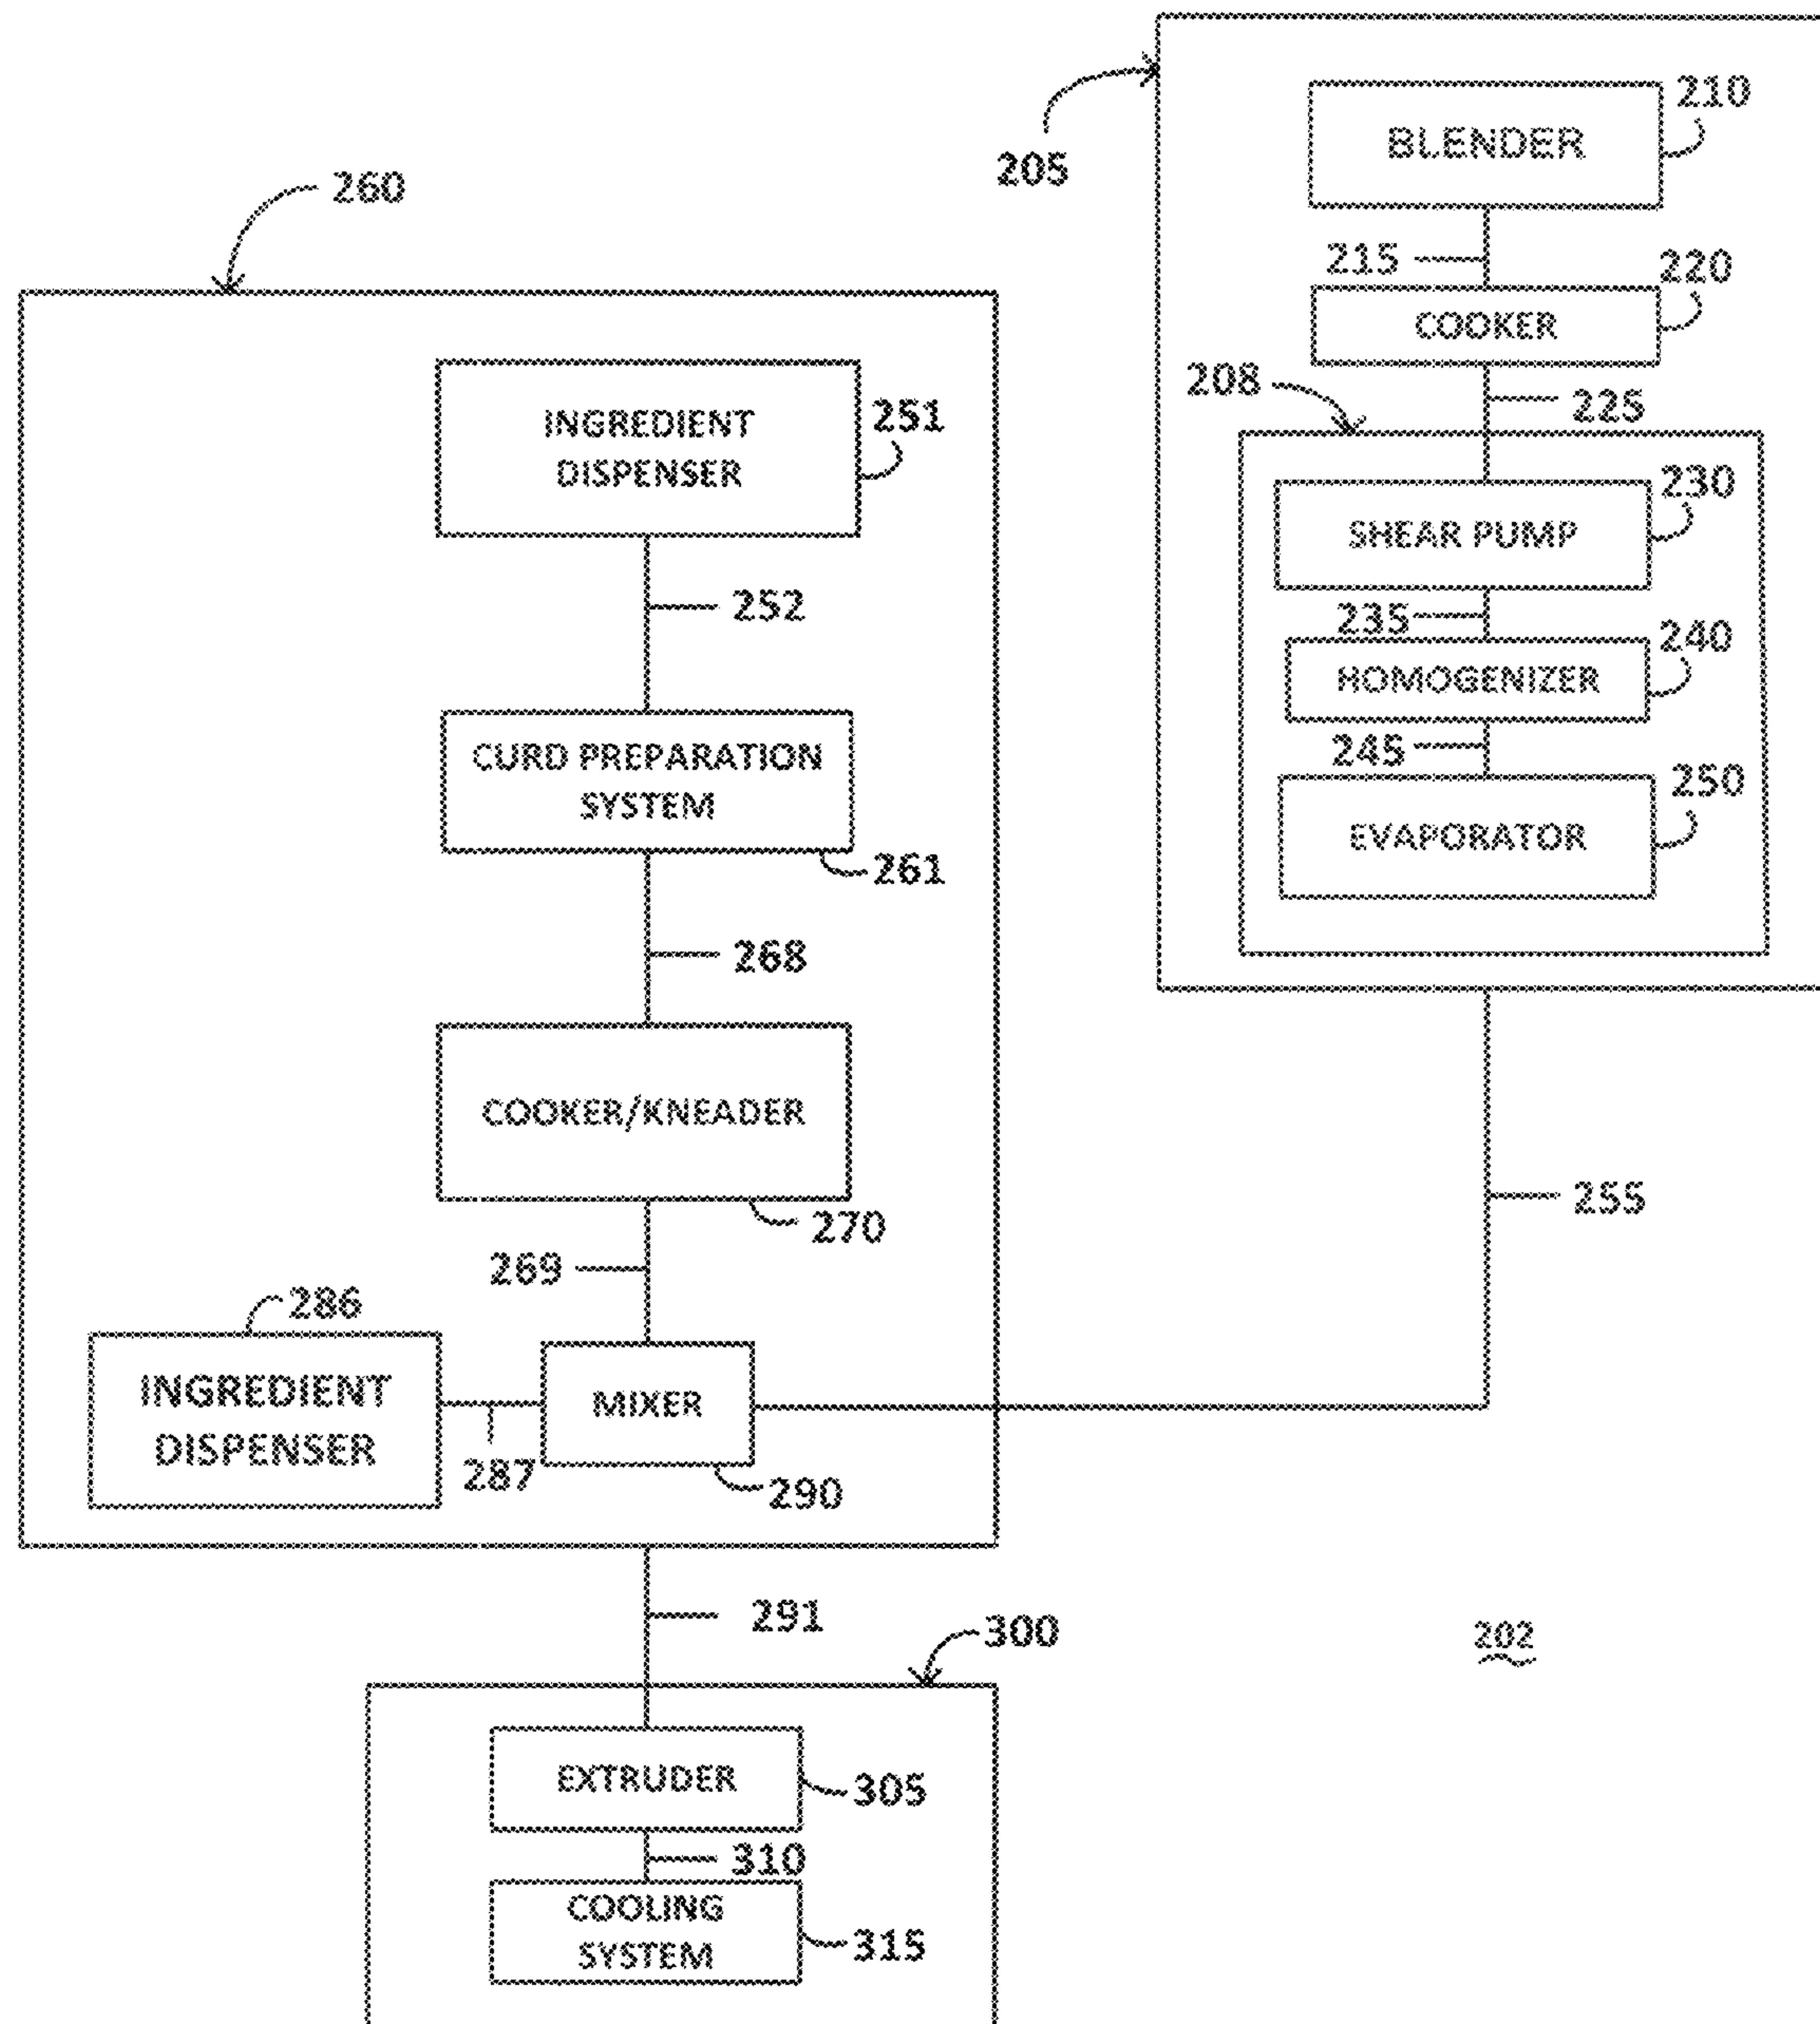 205
210
BLENDER
215
220
COOKER
208
225
230
SHEAR PUMP
235
240
HOMOGENIZER
245
250
EVAPORATOR
255
260
INGREDIENT
DISPENSER
251
252
CURD PREPARATION
SYSTEM
261
268
COOKER/KNEADER
270
269
286
INGREDIENT
DISPENSER
287
MIXER
290
291
300
202
EXTRUDER
305
310
COOLING
SYSTEM
315